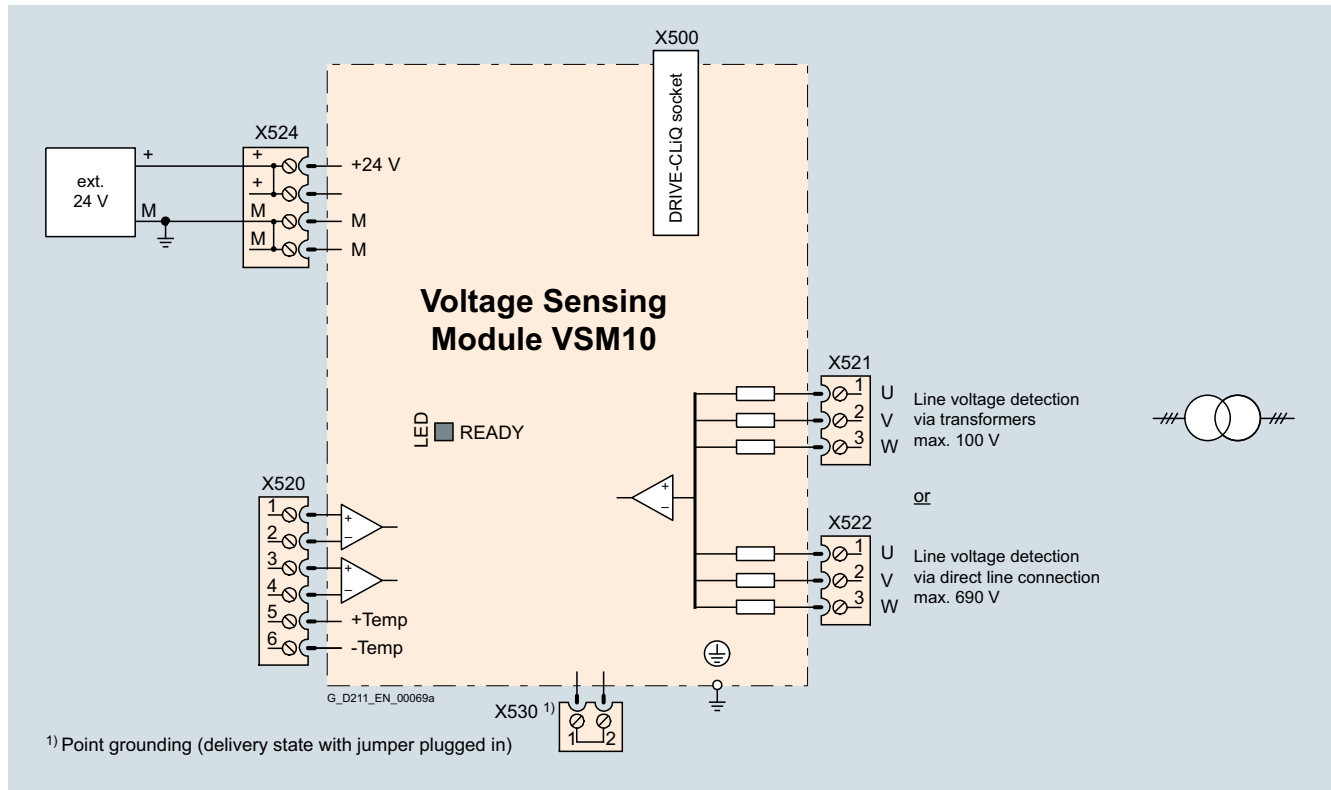 X500
DRIVE-CLiQ socket
X524
ext.
24 V
+
M
+
+
M
M
+24 V
M
M
Voltage Sensing
Module VSM10
LED
READY
X521
1
2
3
U
V
W
Line voltage detection
via transformers
max. 100 V
or
X522
1
2
3
U
V
W
Line voltage detection
via direct line connection
max. 690 V
+
–
X520
1
2
3
4
5
6
+
–
+
–
+Temp
-Temp
G_D211_EN_00069a
X530 1)
1
2
1) Point grounding (delivery state with jumper plugged in)